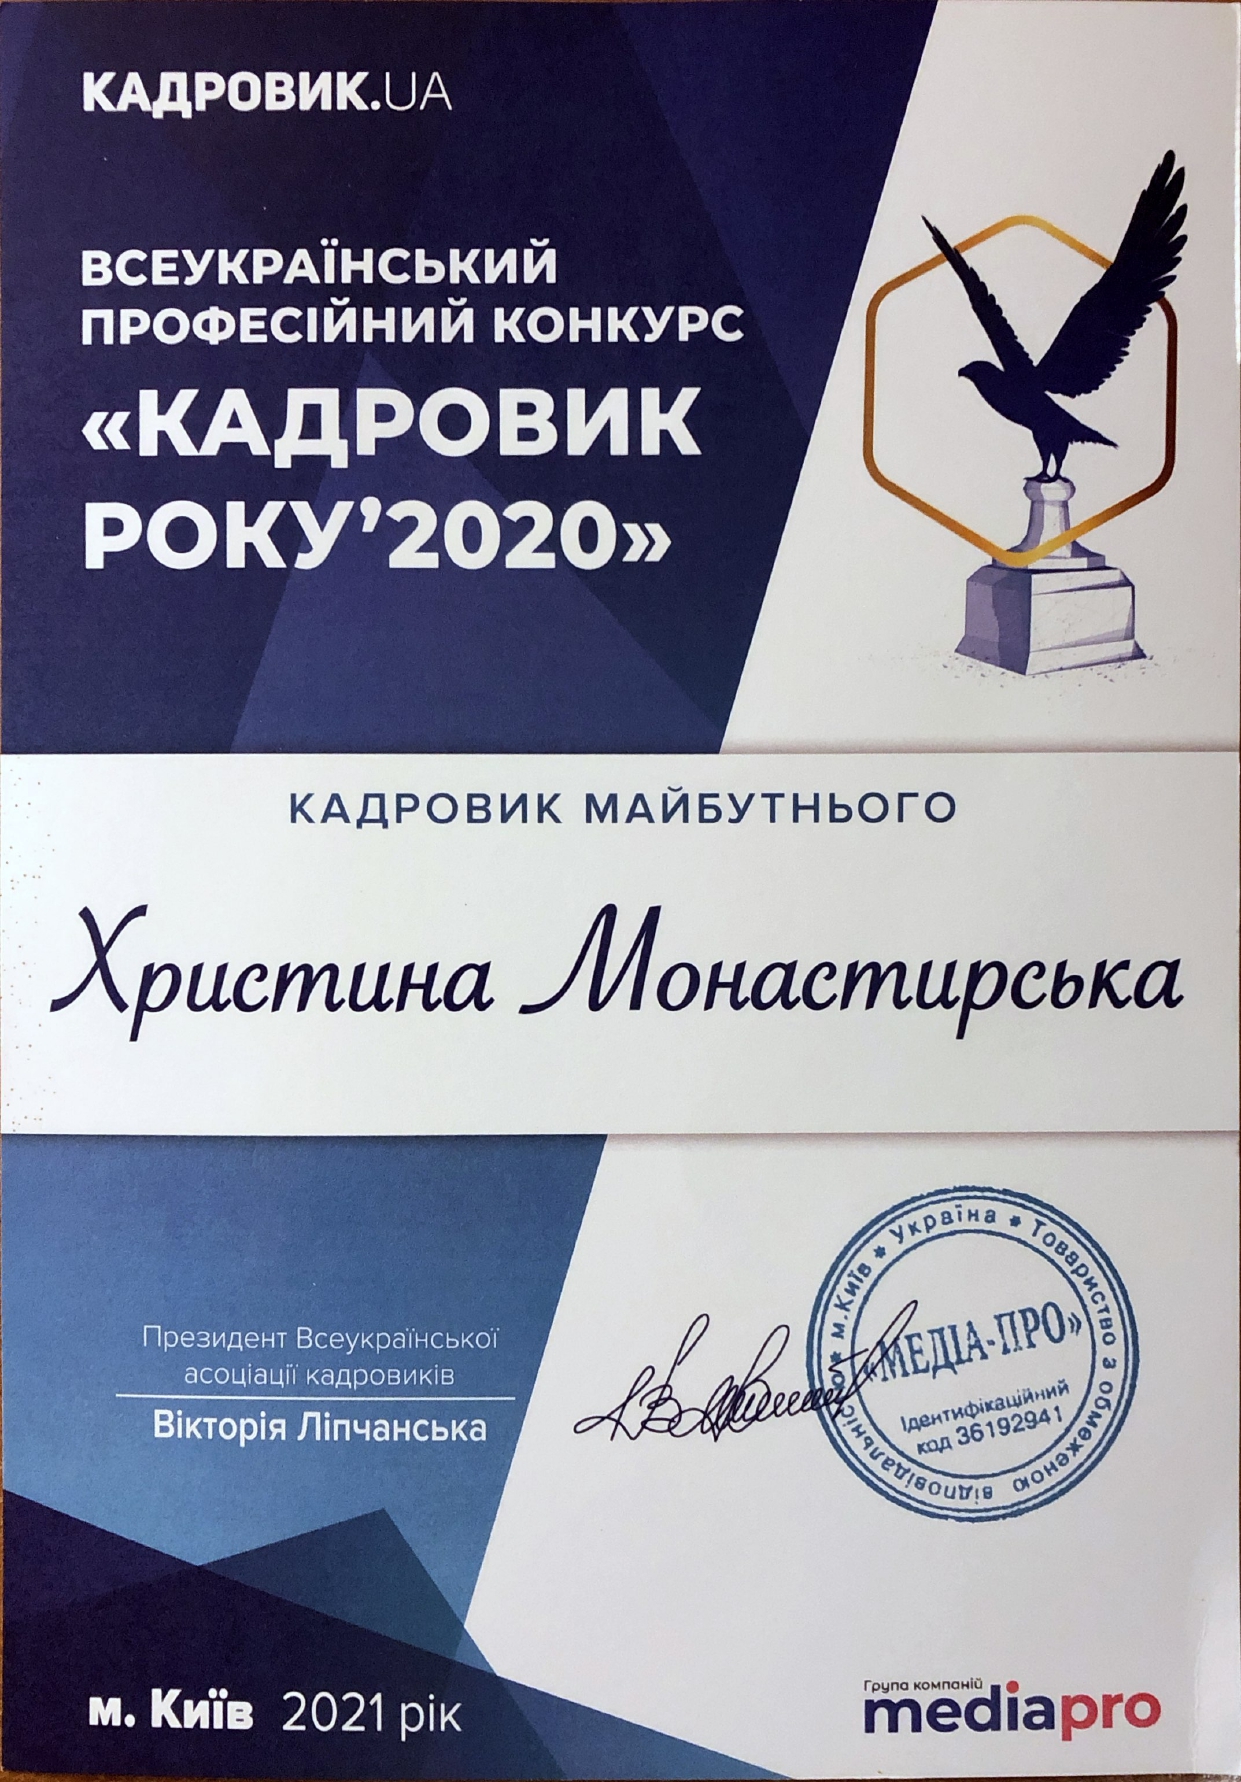 КАДРОВИК.UA
ВСЕУКРАЇНСЬКИЙ
ПРОФЕСІЙНИЙ КОНКУРС
«КАДРОВИК
РОКУ’2020»
КАДРОВИК МАЙБУТНЬОГО
Христина Монастирська
Президент Всеукраїнської
асоціації кадровиків
Вікторія Ліпчанська
м. Київ * Україна * Товариство з обмеженою відповідальністю *
«МЕДІА-ПРО»
Ідентифікаційний
код 36192941
м. Київ 2021 рік
Група компаній
mediapro